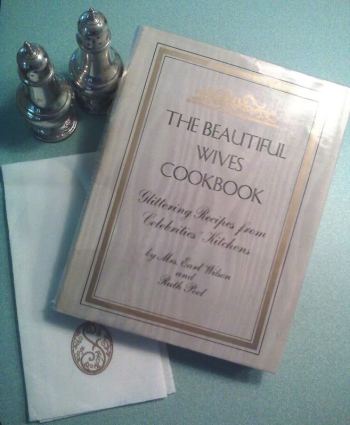 THE BEAUTIFUL
WIVES
COOKBOOK
Glittering Recipes from
Celebrities' Kitchens
by Mrs. Earl Wilson
and
Ruth Poel